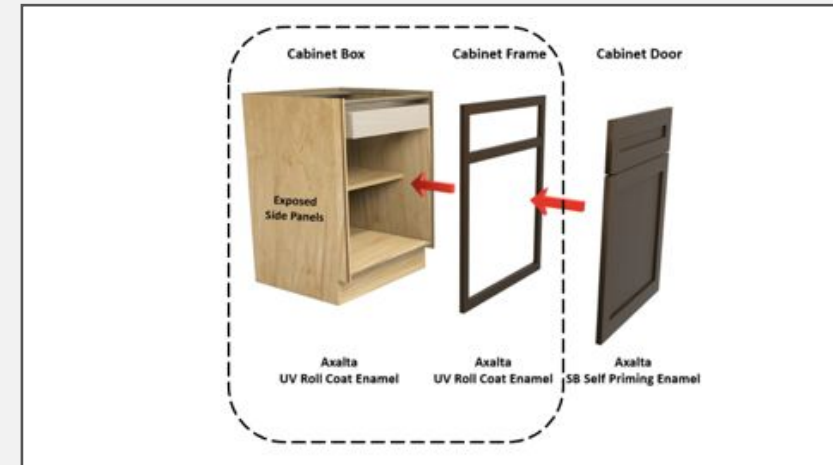 Cabinet Box
Cabinet Frame
Cabinet Door
Exposed
Side Panels
Axalta
UV Roll Coat Enamel
Axalta
UV Roll Coat Enamel
Axalta
SB Self Priming Enamel